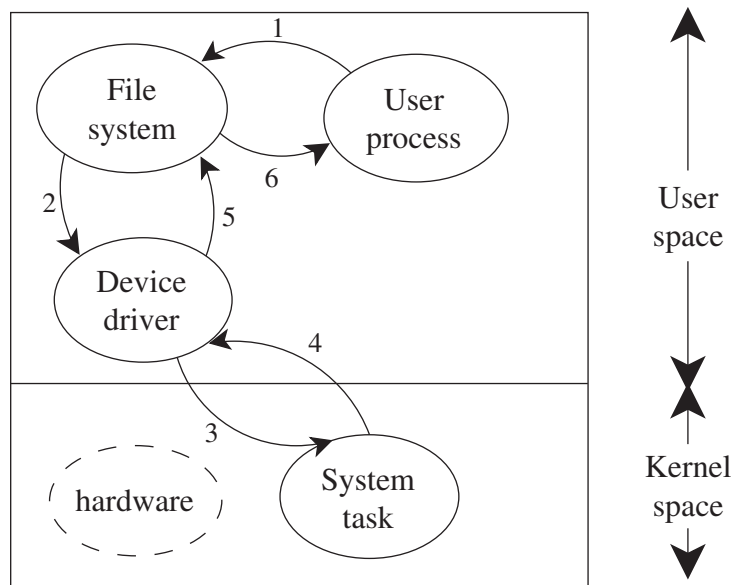 1
File
system
User
process
6
2
5
User
space
Device
driver
4
3
Kernel
space
hardware
System
task